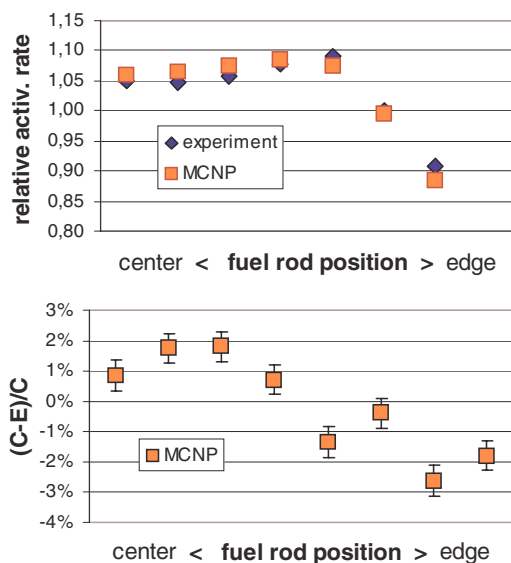 relative activ. rate
1,15
1,10
1,05
1,00
0,95
0,90
0,85
0,80
experiment
MCNP
center < fuel rod position > edge
(C-E)/C
3%
2%
1%
0%
-1%
-2%
-3%
-4%
MCNP
center < fuel rod position > edge